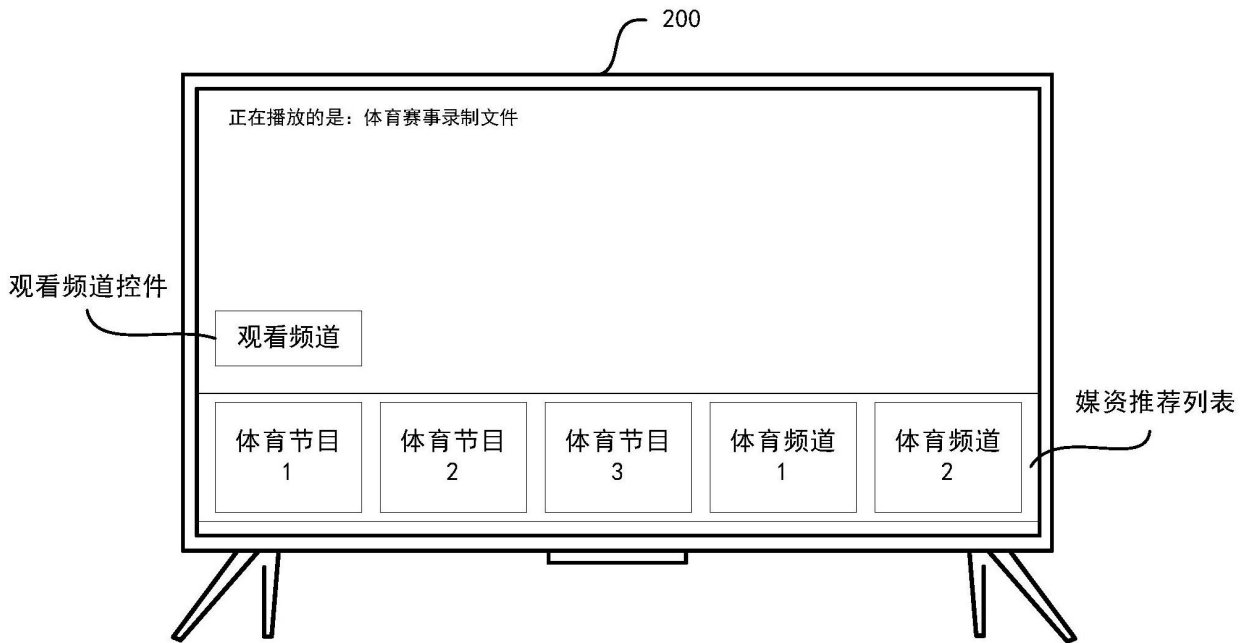 200
正在播放的是：体育赛事录制文件
观看频道控件
观看频道
媒资推荐列表
体育节目
1
体育节目
2
体育节目
3
体育频道
1
体育频道
2